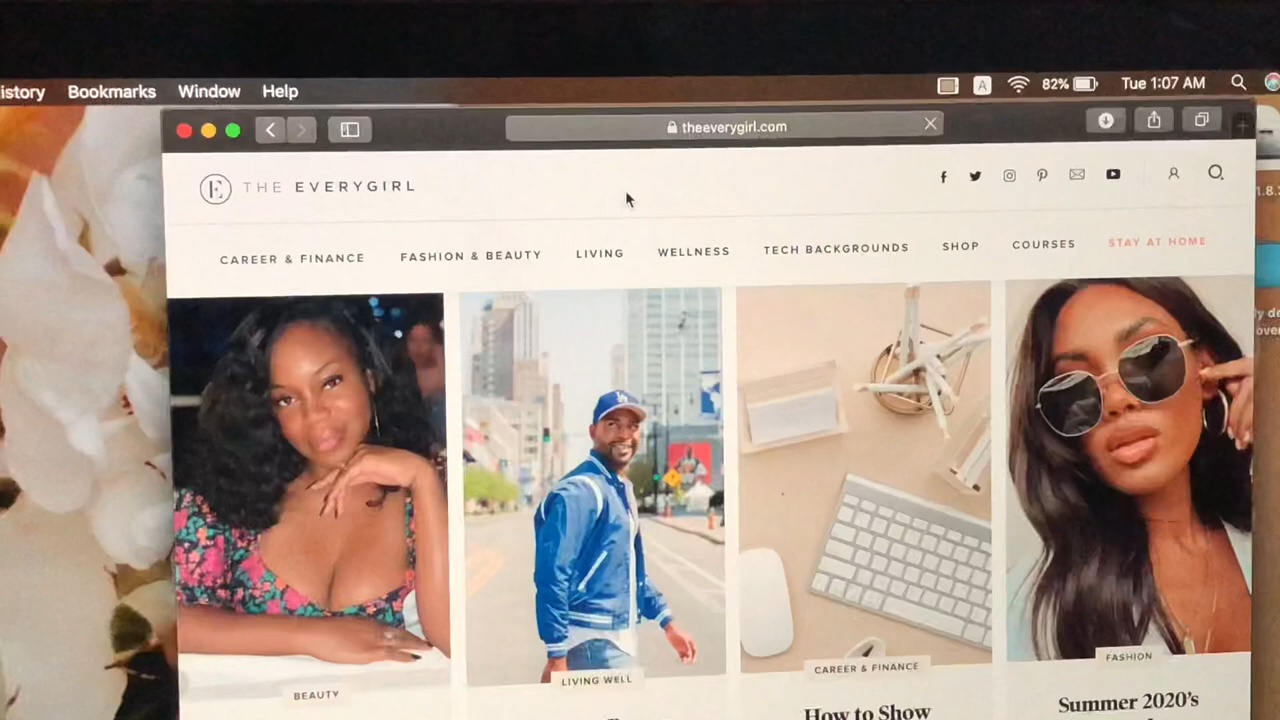 istory Bookmarks Window Help A 82% Tue 1:07 AM
theeverygirl.com
E THE EVERYGIRL
CAREER & FINANCE FASHION & BEAUTY LIVING WELLNESS TECH BACKGROUNDS SHOP COURSES STAY AT HOME
BEAUTY
LIVING WELL
CAREER & FINANCE
FASHION
How to Show
Summer 2020's